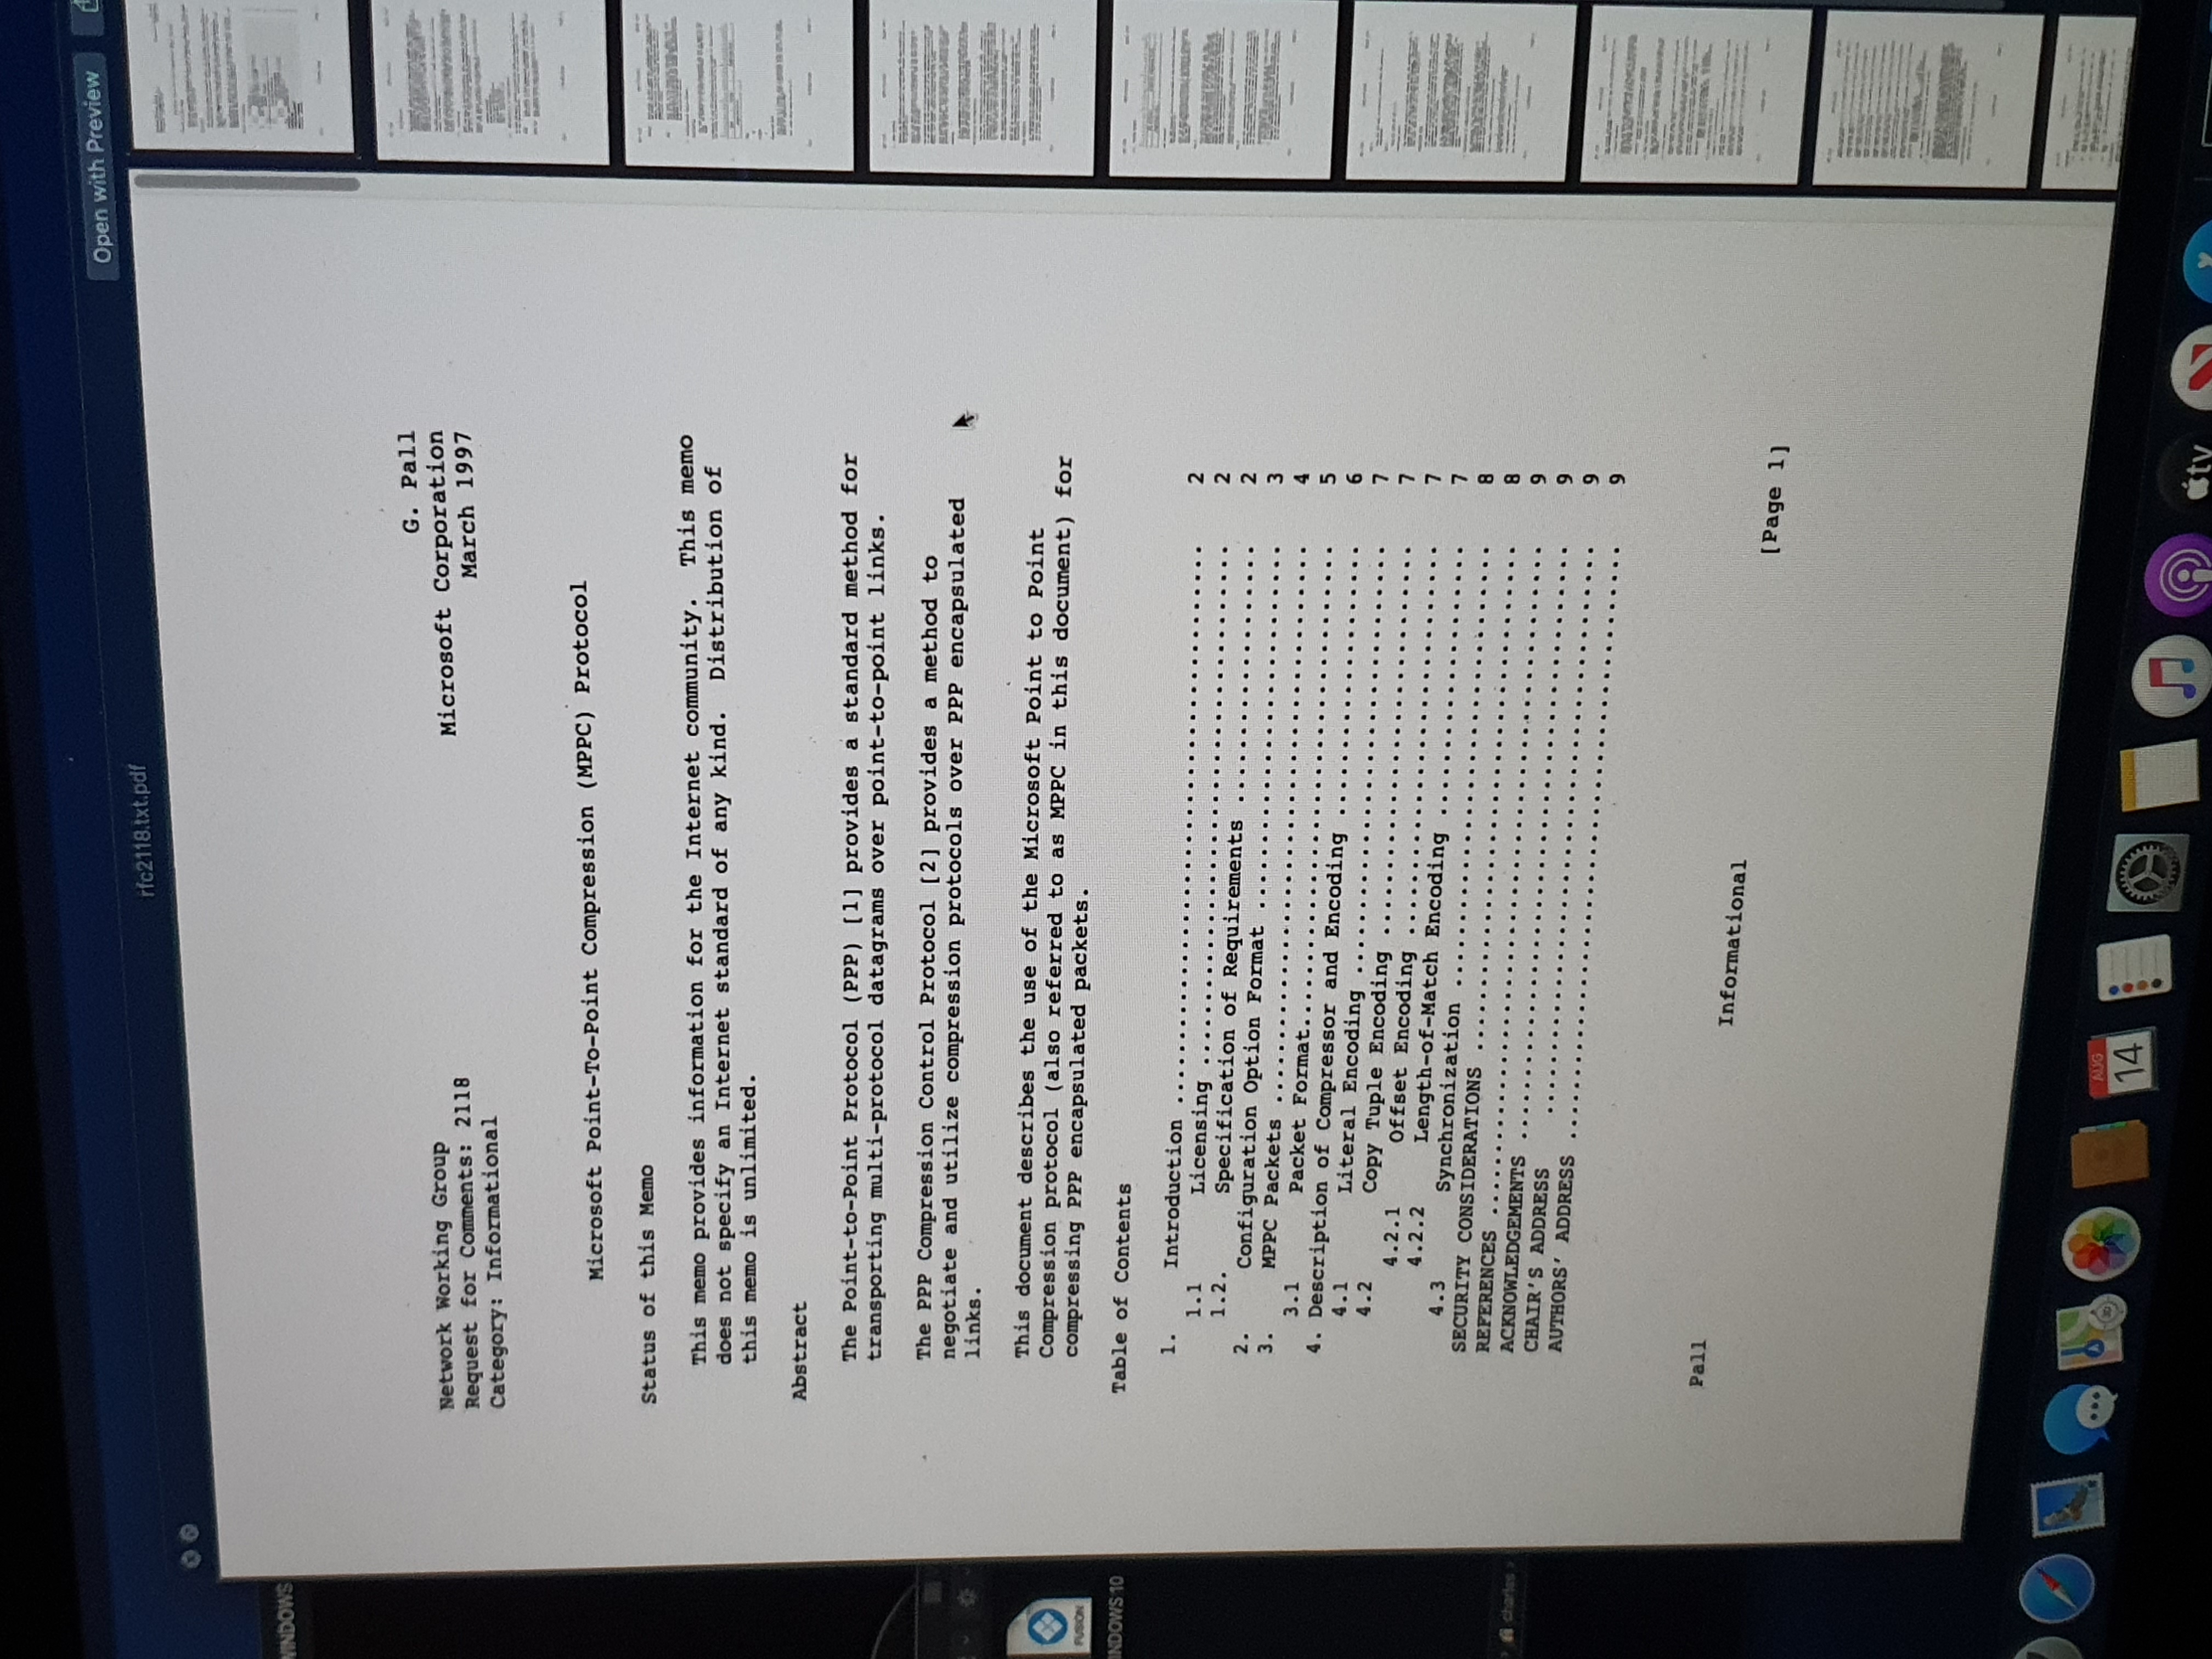 Open with Preview
rfc2118.txt.pdf
WINDOWS
Network Working Group G. Pall
Request for Comments: 2118 Microsoft Corporation
Category: Informational March 1997
Microsoft Point-To-Point Compression (MPPC) Protocol
Status of this Memo
This memo provides information for the Internet community. This memo
does not specify an Internet standard of any kind. Distribution of
this memo is unlimited.
Abstract
The Point-to-Point Protocol (PPP) [1] provides a standard method for
transporting multi-protocol datagrams over point-to-point links.
The PPP Compression Control Protocol [2] provides a method to
negotiate and utilize compression protocols over PPP encapsulated
links.
This document describes the use of the Microsoft Point to Point
Compression protocol (also referred to as MPPC in this document) for
compressing PPP encapsulated packets.
Table of Contents
1. Introduction ............................................ 2
1.1 Licensing ......................................... 2
1.2. Specification of Requirements .................... 2
2. Configuration Option Format ............................. 3
3. MPPC Packets ............................................ 4
3.1 Packet Format...................................... 5
4. Description of Compressor and Encoding ..................... 6
4.1 Literal Encoding .................................. 7
4.2 Copy Tuple Encoding ............................... 7
4.2.1 Offset Encoding ............................... 7
4.2.2 Length-of-Match Encoding ...................... 7
4.3 Synchronization ................................... 8
SECURITY CONSIDERATIONS ........................................ 8
REFERENCES ..................................................... 9
ACKNOWLEDGEMENTS ............................................... 9
CHAIR'S ADDRESS ............................................. 9
AUTHORS' ADDRESS ............................................... 9
Pall Informational [Page 1]
FUSION
INDOWS 10
charles
AUG
14
3D
tv